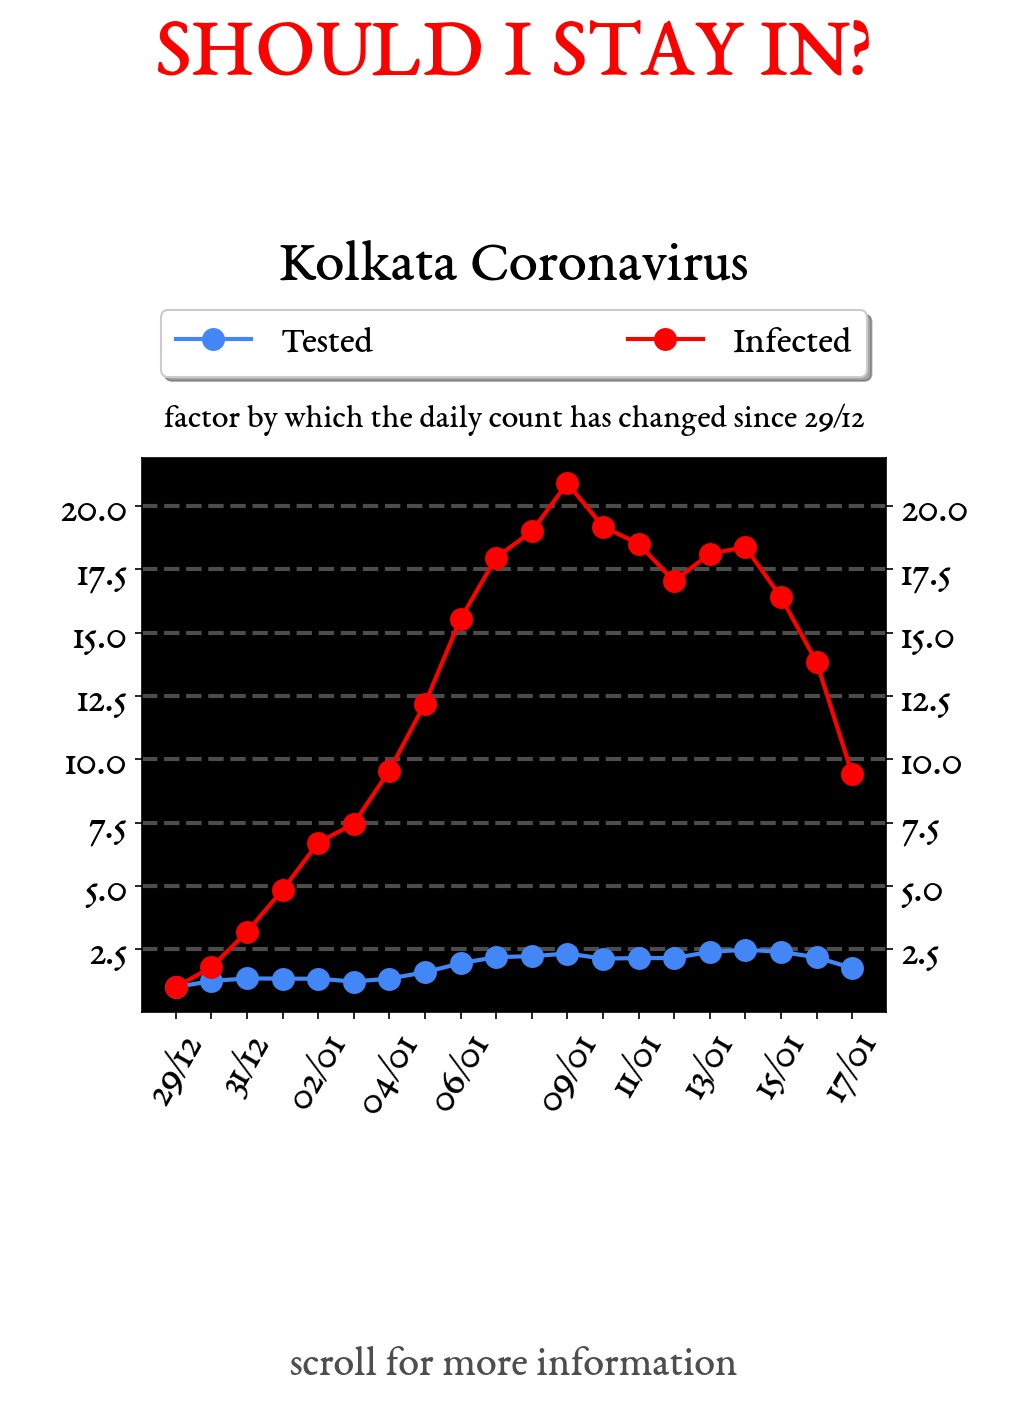 SHOULD I STAY IN?
Kolkata Coronavirus
Tested Infected
factor by which the daily count has changed since 29/12
20.0 20.0
17.5 17.5
15.0 15.0
12.5 12.5
10.0 10.0
7.5 7.5
5.0 5.0
2.5 2.5
29/12 31/12 02/01 04/01 06/01 09/01 11/01 13/01 15/01 17/01
scroll for more information